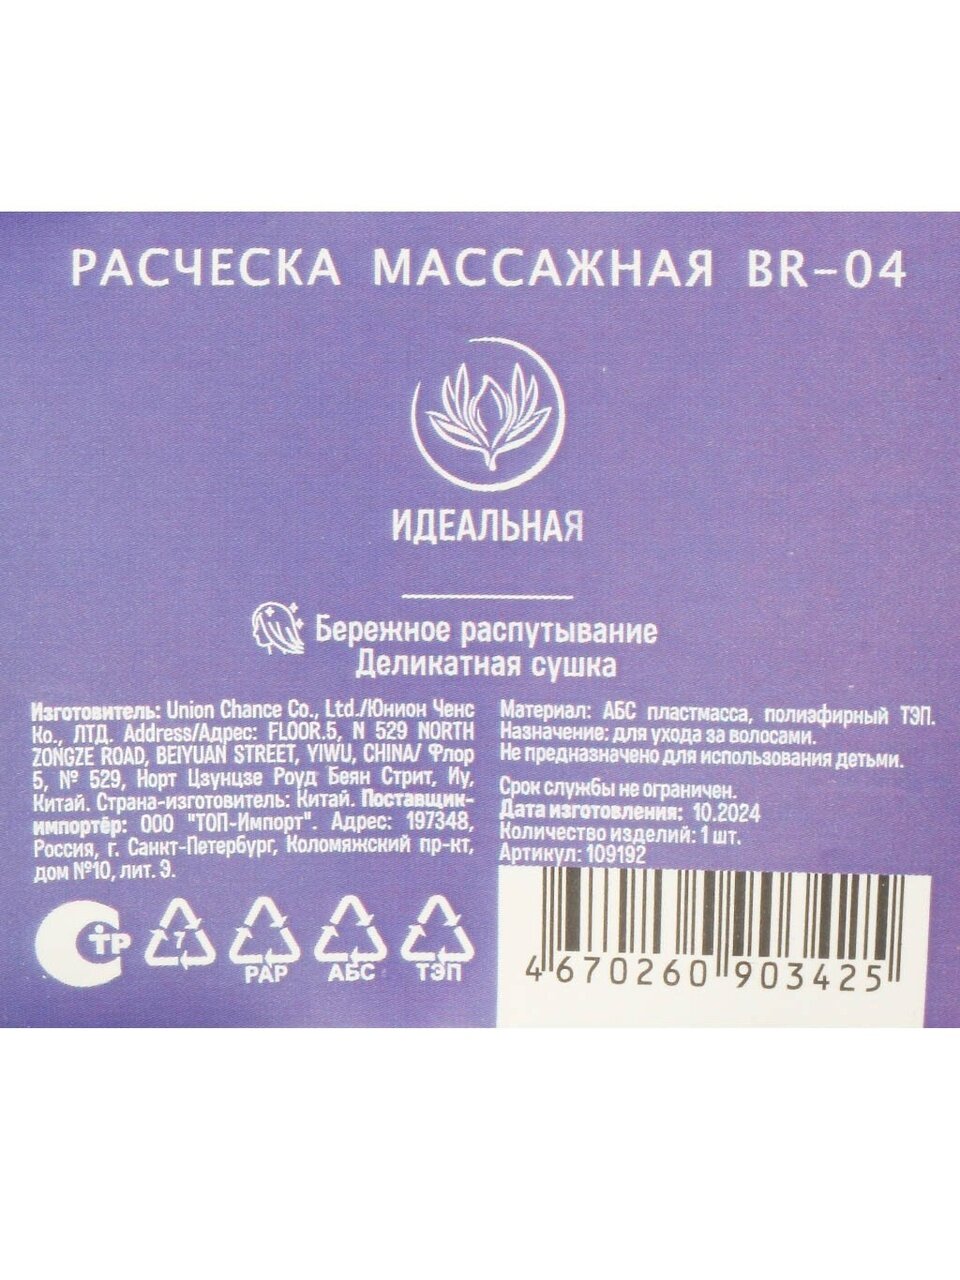 РАСЧЕСКА МАССАЖНАЯ BR-04
ИДЕАЛЬНАЯ
Бережное распутывание
Деликатная сушка
Изготовитель: Union Chance Co., Ltd./Юнион Ченс
Ко., ЛТД. Address/Адрес: FLOOR.5, N 529 NORTH
ZONGZE ROAD, BEIYUAN STREET, YIWU, CHINA/ Флор
5, № 529, Норт Цзунцзе Роуд Беян Стрит, Иу,
Китай. Страна-изготовитель: Китай. Поставщик-
импортёр: ООО "ТОП-Импорт". Адрес: 197348,
Россия, г. Санкт-Петербург, Коломяжский пр-кт,
дом №10, лит. Э.
Материал: АБС пластмасса, полиафирный ТЭП.
Назначение: для ухода за волосами.
Не предназначено для использования детьми.
Срок службы не ограничен.
Дата изготовления: 10.2024
Количество изделий: 1 шт.
Артикул: 109192
ТР
7
PAP
АБС
ТЭП
4 670260 903425